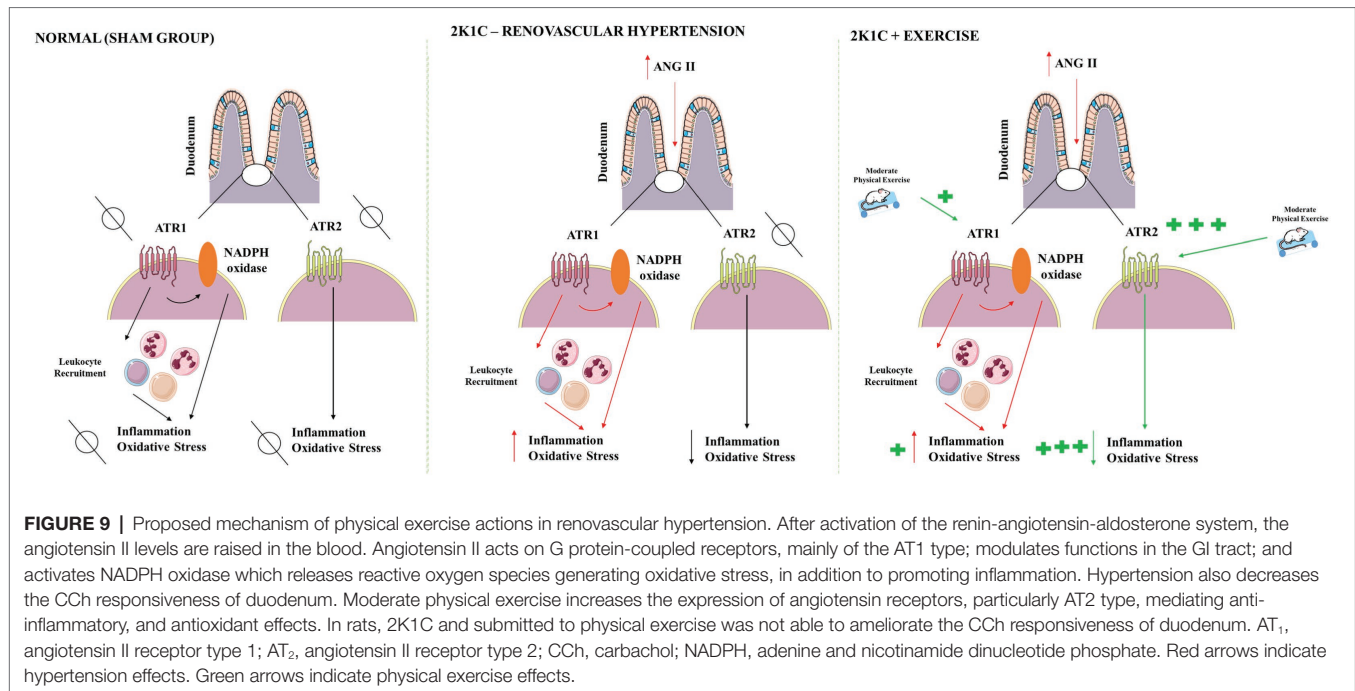 NORMAL (SHAM GROUP)
Duodenum
ATR1
ATR2
NADPH
oxidase
Leukocyte
Recruitment
Inflammation
Oxidative Stress
Inflammation
Oxidative Stress
2K1C – RENOVASCULAR HYPERTENSION
ANG II
Duodenum
ATR1
ATR2
NADPH
oxidase
Leukocyte
Recruitment
Inflammation
Oxidative Stress
Inflammation
Oxidative Stress
2K1C + EXERCISE
ANG II
Duodenum
Moderate
Physical Exercise
Moderate
Physical Exercise
ATR1
ATR2
NADPH
oxidase
Leukocyte
Recruitment
Inflammation
Oxidative Stress
Inflammation
Oxidative Stress
FIGURE 9 | Proposed mechanism of physical exercise actions in renovascular hypertension. After activation of the renin-angiotensin-aldosterone system, the
angiotensin II levels are raised in the blood. Angiotensin II acts on G protein-coupled receptors, mainly of the AT1 type; modulates functions in the GI tract; and
activates NADPH oxidase which releases reactive oxygen species generating oxidative stress, in addition to promoting inflammation. Hypertension also decreases
the CCh responsiveness of duodenum. Moderate physical exercise increases the expression of angiotensin receptors, particularly AT2 type, mediating anti-
inflammatory, and antioxidant effects. In rats, 2K1C and submitted to physical exercise was not able to ameliorate the CCh responsiveness of duodenum. AT₁,
angiotensin II receptor type 1; AT₂, angiotensin II receptor type 2; CCh, carbachol; NADPH, adenine and nicotinamide dinucleotide phosphate. Red arrows indicate
hypertension effects. Green arrows indicate physical exercise effects.